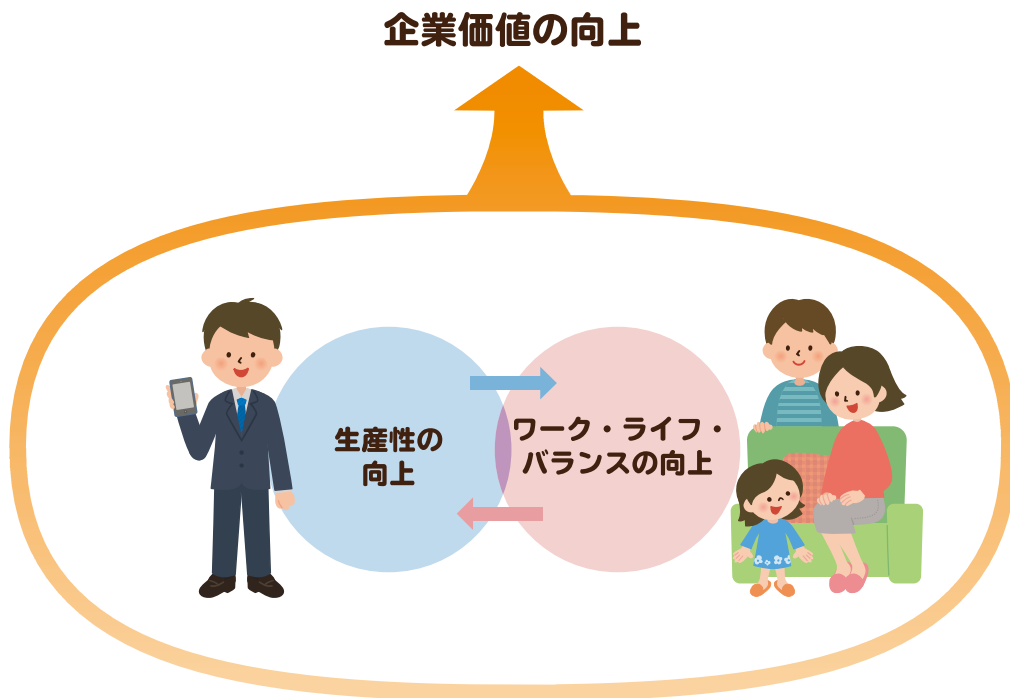 企業価値の向上
生産性の
向上
ワーク・ライフ・
バランスの向上